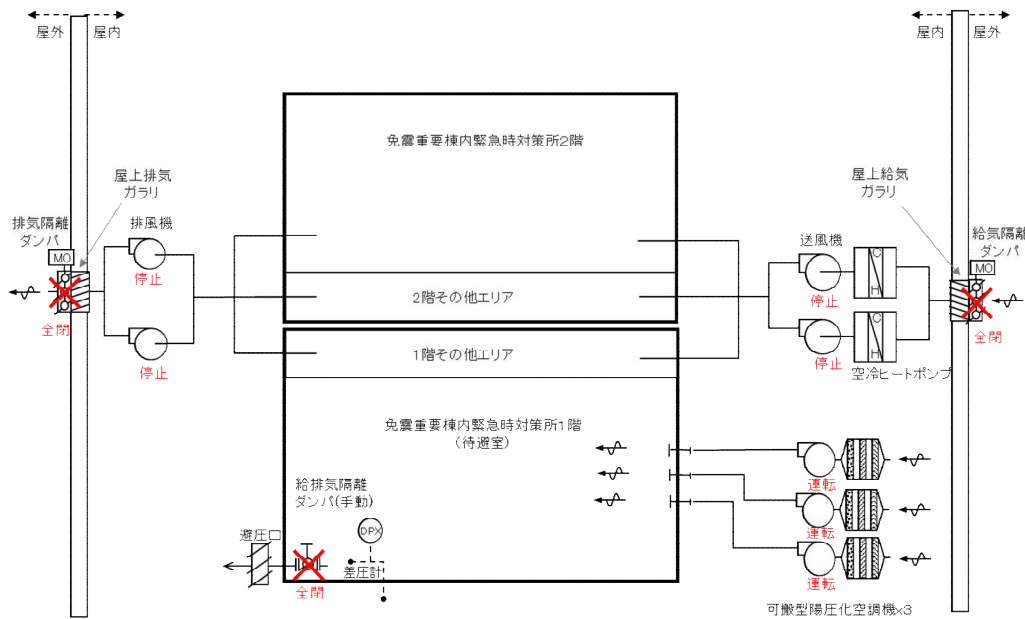 屋外
屋内
屋内
屋外
免震重要棟内緊急時対策所2階
屋上排気
ガラリ
屋上給気
ガラリ
排気隔離
ダンパ
排風機
送風機
給気隔離
ダンパ
MO
MO
停止
停止
C
H
2階その他エリア
全閉
全閉
C
H
1階その他エリア
停止
停止
空冷ヒートポンプ
免震重要棟内緊急時対策所1階
(待避室)
運転
給排気隔離
ダンパ(手動)
DPX
避圧口
運転
差圧計
全閉
運転
可搬型陽圧化空調機×3